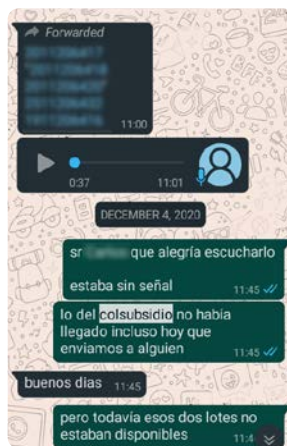 Forwarded
11:00
0:37 11:01
DECEMBER 4, 2020
sr que alegría escucharlo
estaba sin señal
11:45
lo del colsubsidio no habia
llegado incluso hoy que
enviamos a alguien 11:45
buenos dias 11:45
pero todavía esos dos lotes no
estaban disponibles